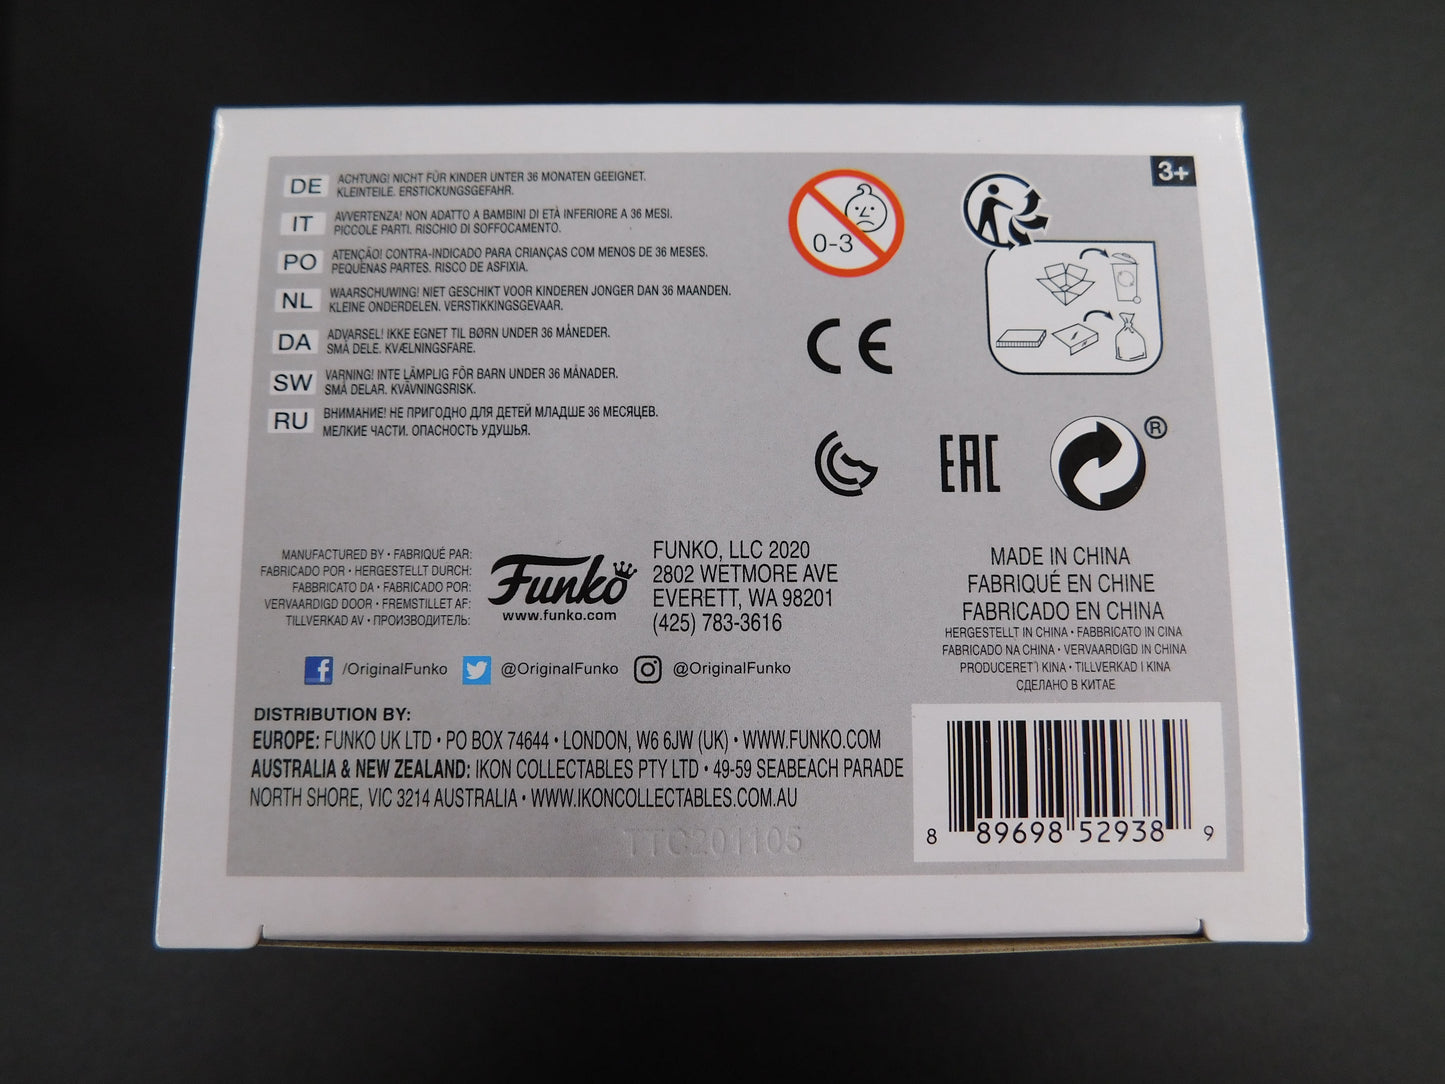 DE ACHTUNG! NICHT FÜR KINDER UNTER 36 MONATEN GEEIGNET.
KLEINTEILE. ERSTICKUNGSGEFAHR.
IT AVVERTENZA! NON ADATTO A BAMBINI DI ETÀ INFERIORE A 36 MESI.
PICCOLE PARTI. RISCHIO DI SOFFOCAMENTO.
PO ATENÇÃO! CONTRA-INDICADO PARA CRIANÇAS COM MENOS DE 36 MESES.
PEQUENAS PARTES. RISCO DE ASFIXIA.
NL WAARSCHUWING! NIET GESCHIKT VOOR KINDEREN JONGER DAN 36 MAANDEN.
KLEINE ONDERDELEN. VERSTIKKINGSGEVAAR.
DA ADVARSEL! IKKE EGNET TIL BØRN UNDER 36 MÅNEDER.
SMÅ DELE. KVÆLNINGSFARE.
SW VARNING! INTE LÄMPLIG FÖR BARN UNDER 36 MÅNADER.
SMÅ DELAR. KVÄVNINGSRISK.
RU ВНИМАНИЕ! НЕ ПРИГОДНО ДЛЯ ДЕТЕЙ МЛАДШЕ 36 МЕСЯЦЕВ.
МЕЛКИЕ ЧАСТИ. ОПАСНОСТЬ УДУШЬЯ.
0-3
3+
CE
EAC
®
MANUFACTURED BY • FABRIQUÉ PAR:
FABRICADO POR • HERGESTELLT DURCH:
FABBRICATO DA • FABRICADO POR:
VERVAARDIGD DOOR • FREMSTILLET AF:
TILLVERKAD AV • ПРОИЗВОДИТЕЛЬ:
Funko
www.funko.com
FUNKO, LLC 2020
2802 WETMORE AVE
EVERETT, WA 98201
(425) 783-3616
MADE IN CHINA
FABRIQUÉ EN CHINE
FABRICADO EN CHINA
HERGESTELLT IN CHINA • FABBRICATO IN CINA
FABRICADO NA CHINA • VERVAARDIGD IN CHINA
PRODUCERET I KINA • TILLVERKAD I KINA
СДЕЛАНО В КИТАЕ
/OriginalFunko @OriginalFunko @OriginalFunko
DISTRIBUTION BY:
EUROPE: FUNKO UK LTD • PO BOX 74644 • LONDON, W6 6JW (UK) • WWW.FUNKO.COM
AUSTRALIA & NEW ZEALAND: IKON COLLECTABLES PTY LTD • 49-59 SEABEACH PARADE
NORTH SHORE, VIC 3214 AUSTRALIA • WWW.IKONCOLLECTABLES.COM.AU
TTC201105
8 89698 52938 9